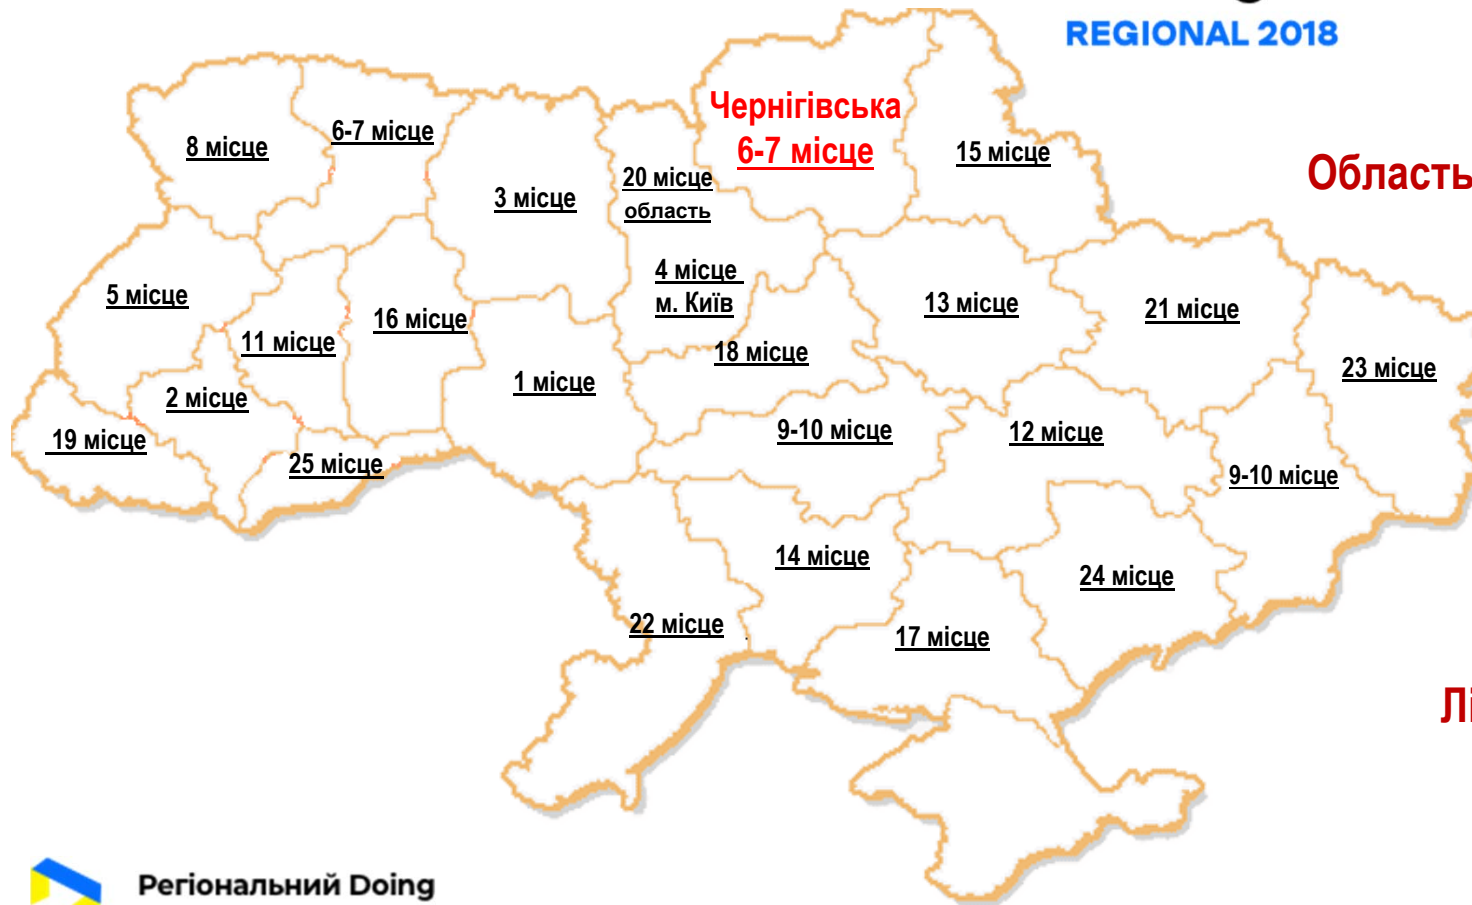 REGIONAL 2018
Чернігівська
6-7 місце
6-7 місце
8 місце
15 місце
20 місце
область
3 місце
Область
4 місце
м. Київ
5 місце
16 місце
13 місце
21 місце
11 місце
18 місце
1 місце
23 місце
2 місце
19 місце
9-10 місце
12 місце
25 місце
9-10 місце
14 місце
24 місце
22 місце
17 місце
Лі
Регіональний Doing